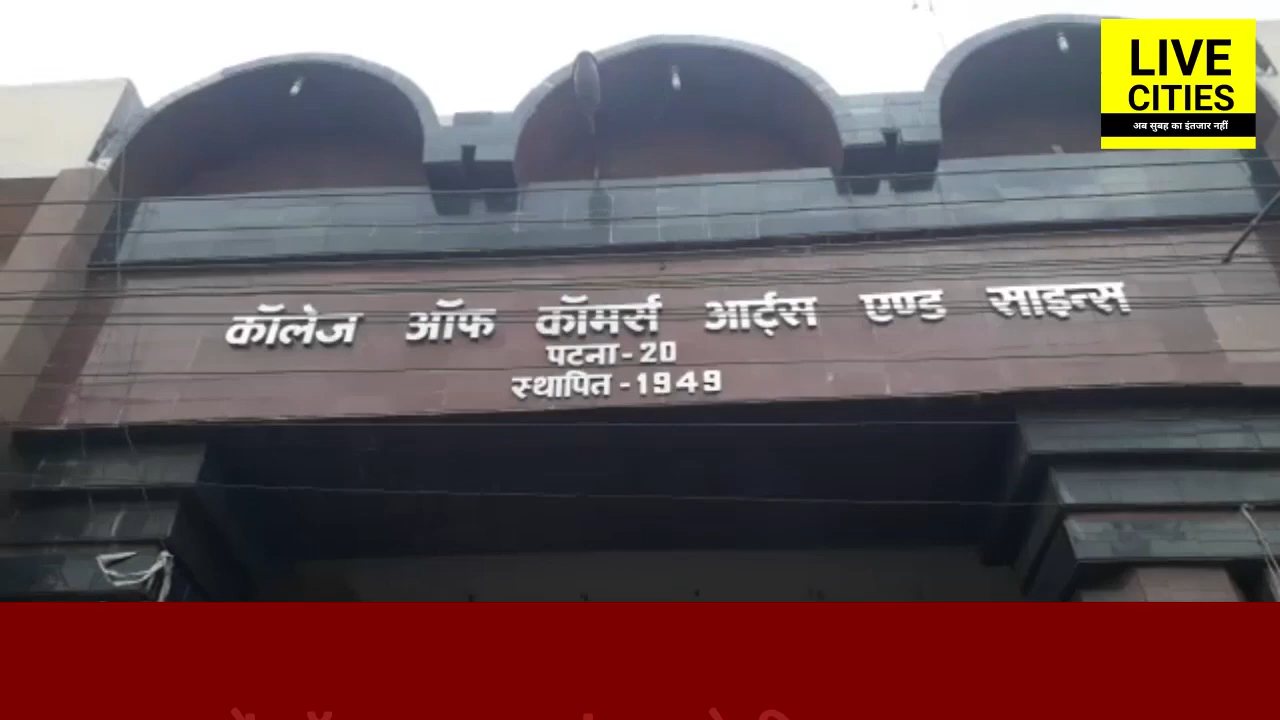 LIVE
CITIES
अब सुबह का इंतजार नहीं
कॉलेज ऑफ कॉमर्स आर्ट्स एण्ड साइन्स
पटना - 20
स्थापित - 1949